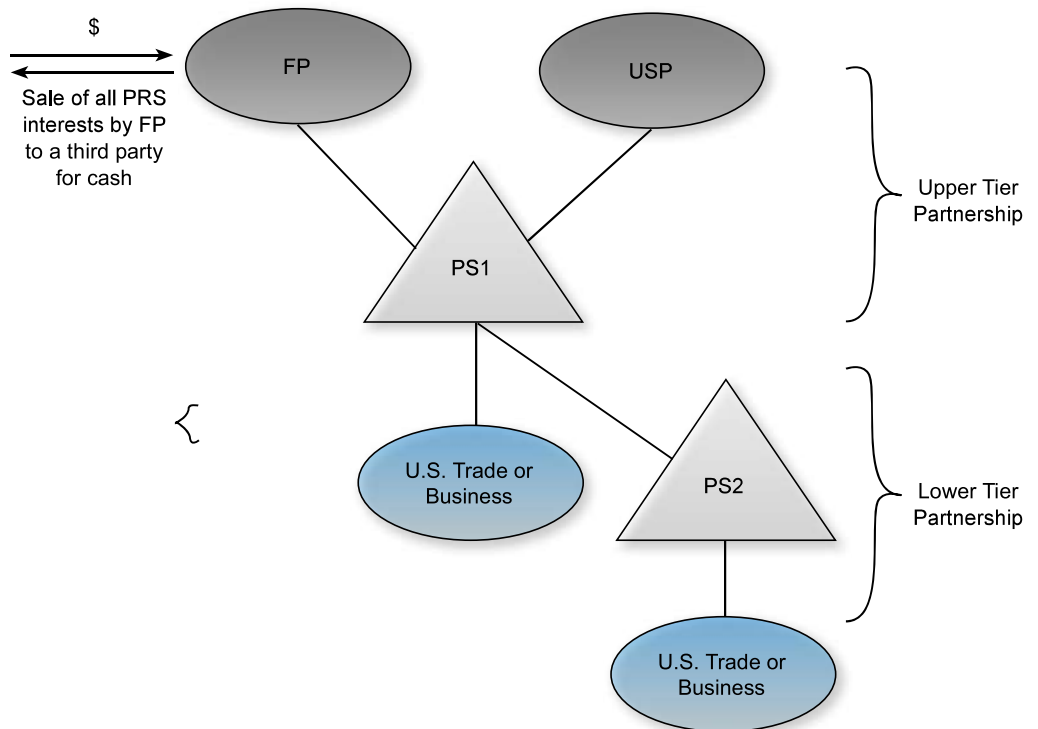 $
Sale of all PRS
interests by FP
to a third party
for cash
FP
USP
PS1
Upper Tier
Partnership
U.S. Trade or
Business
PS2
Lower Tier
Partnership
U.S. Trade or
Business